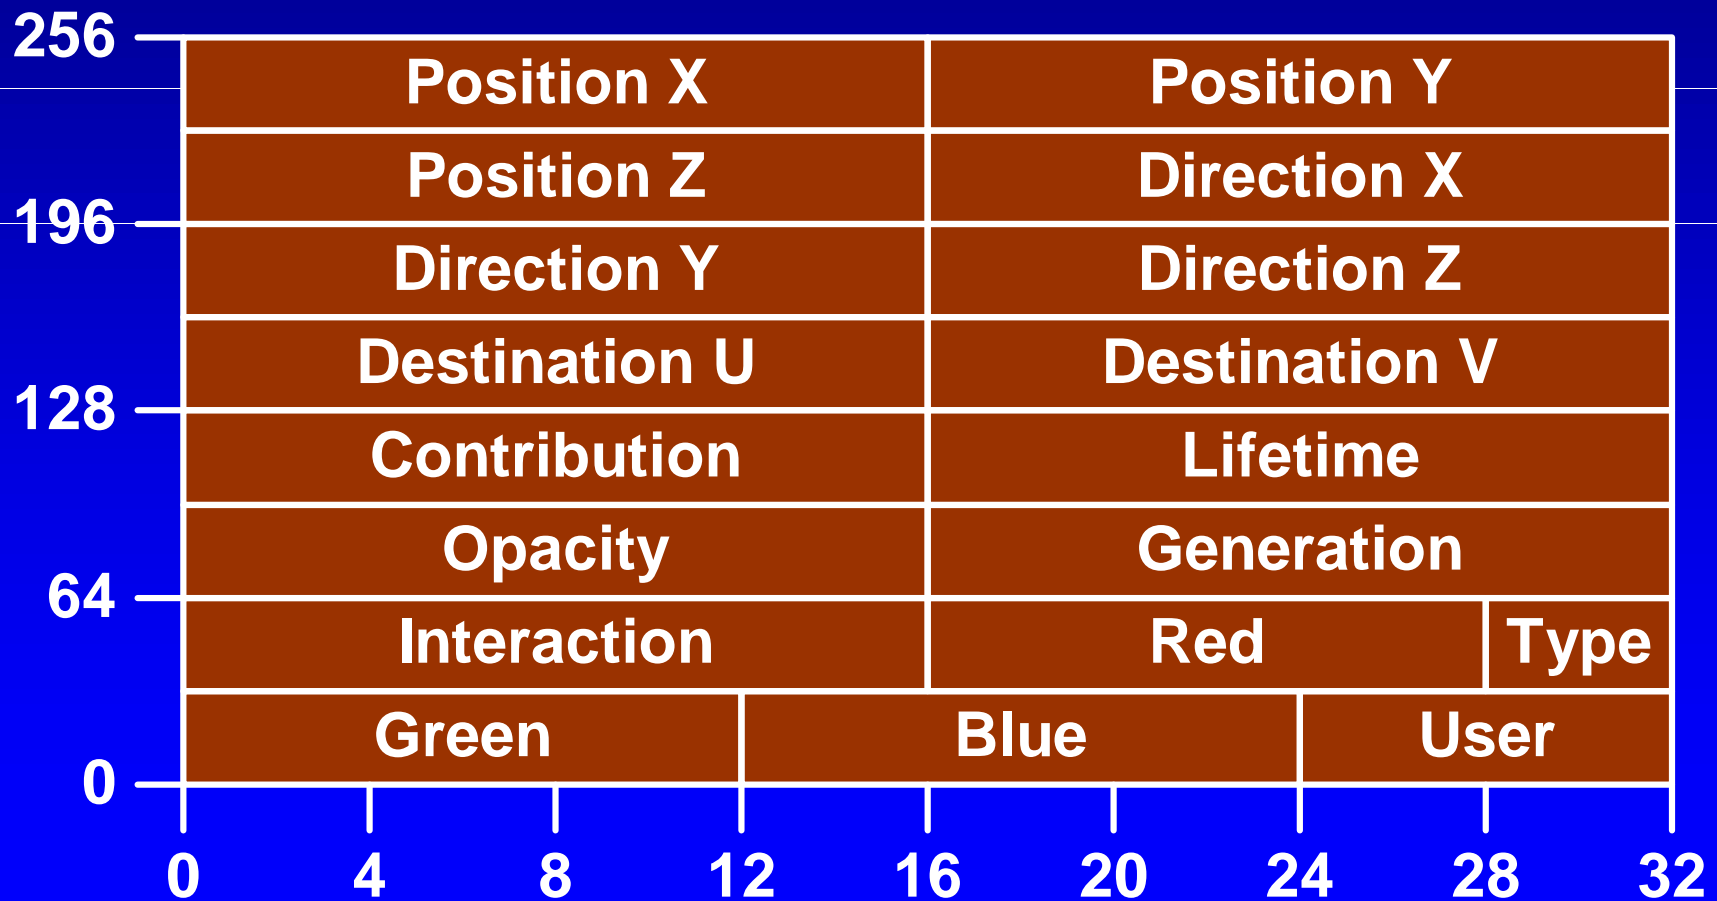 256
Position X Position Y
Position Z Direction X
196
Direction Y Direction Z
Destination U Destination V
128
Contribution Lifetime
Opacity Generation
64
Interaction Red Type
Green Blue User
0
0 4 8 12 16 20 24 28 32